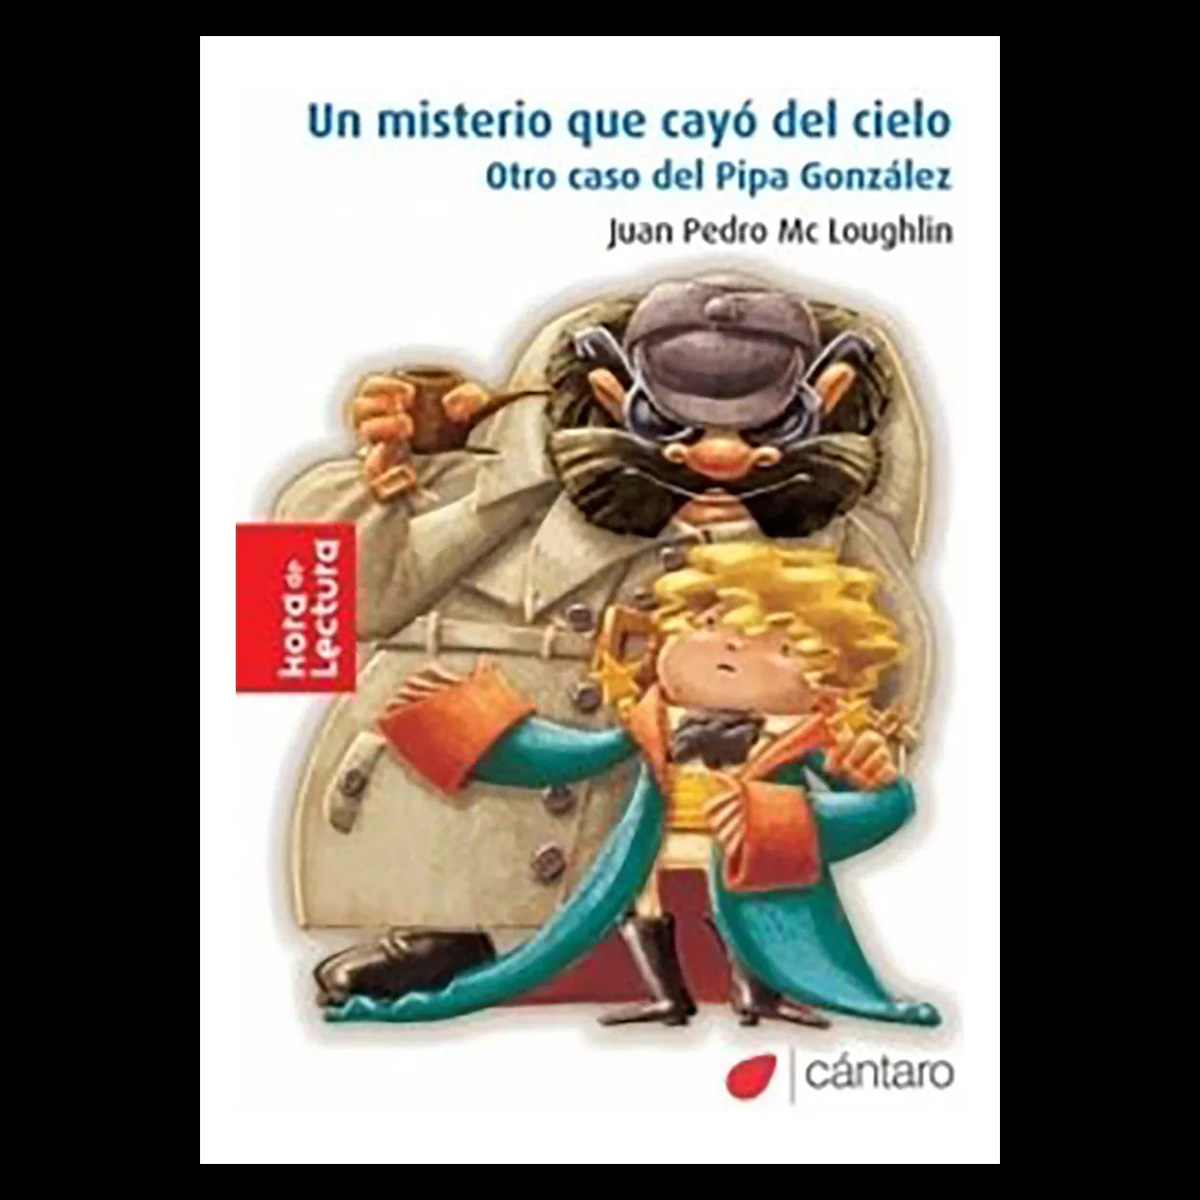 Un misterio que cayó del cielo
Otro caso del Pipa González
Juan Pedro Mc Loughlin
Hora de
Lectura
cántaro